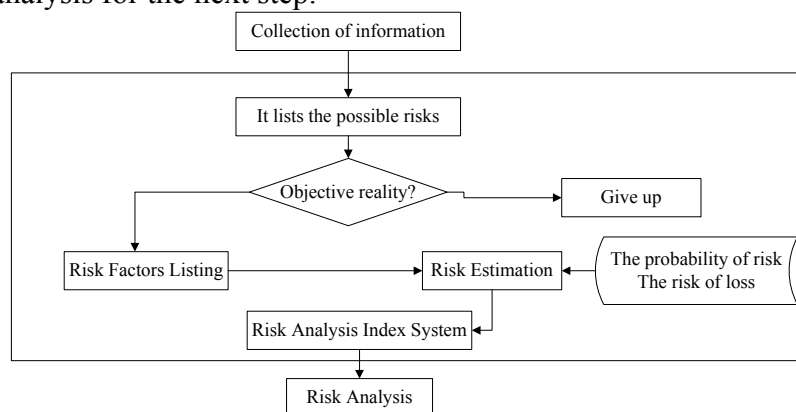 analysis for the next step.
Collection of information
It lists the possible risks
Objective reality?
Give up
Risk Factors Listing
Risk Estimation
The probability of risk
The risk of loss
Risk Analysis Index System
Risk Analysis